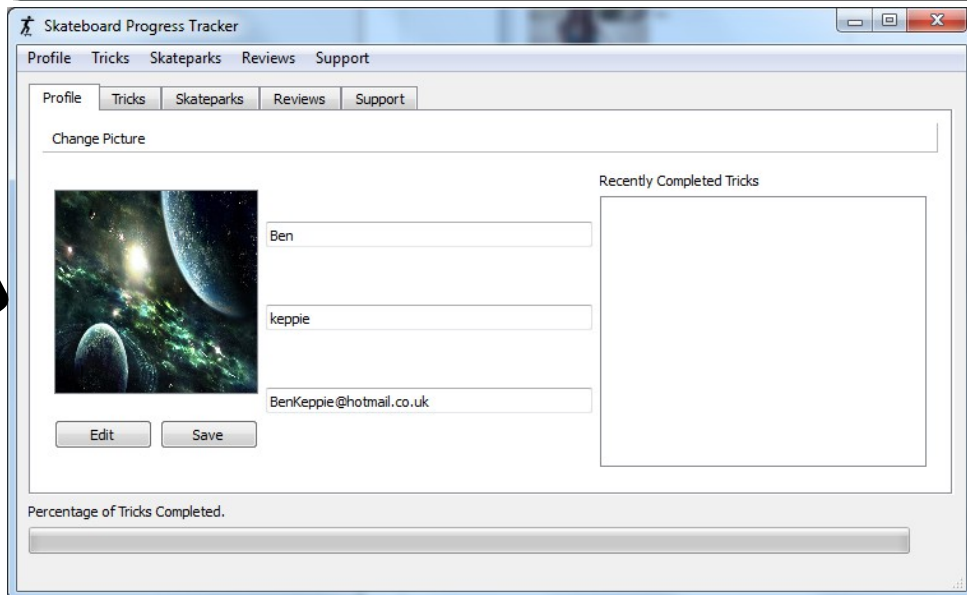 Skateboard Progress Tracker
Profile Tricks Skateparks Reviews Support
Profile Tricks Skateparks Reviews Support
Change Picture
Recently Completed Tricks
Ben
keppie
BenKeppie@hotmail.co.uk
Edit Save
Percentage of Tricks Completed.